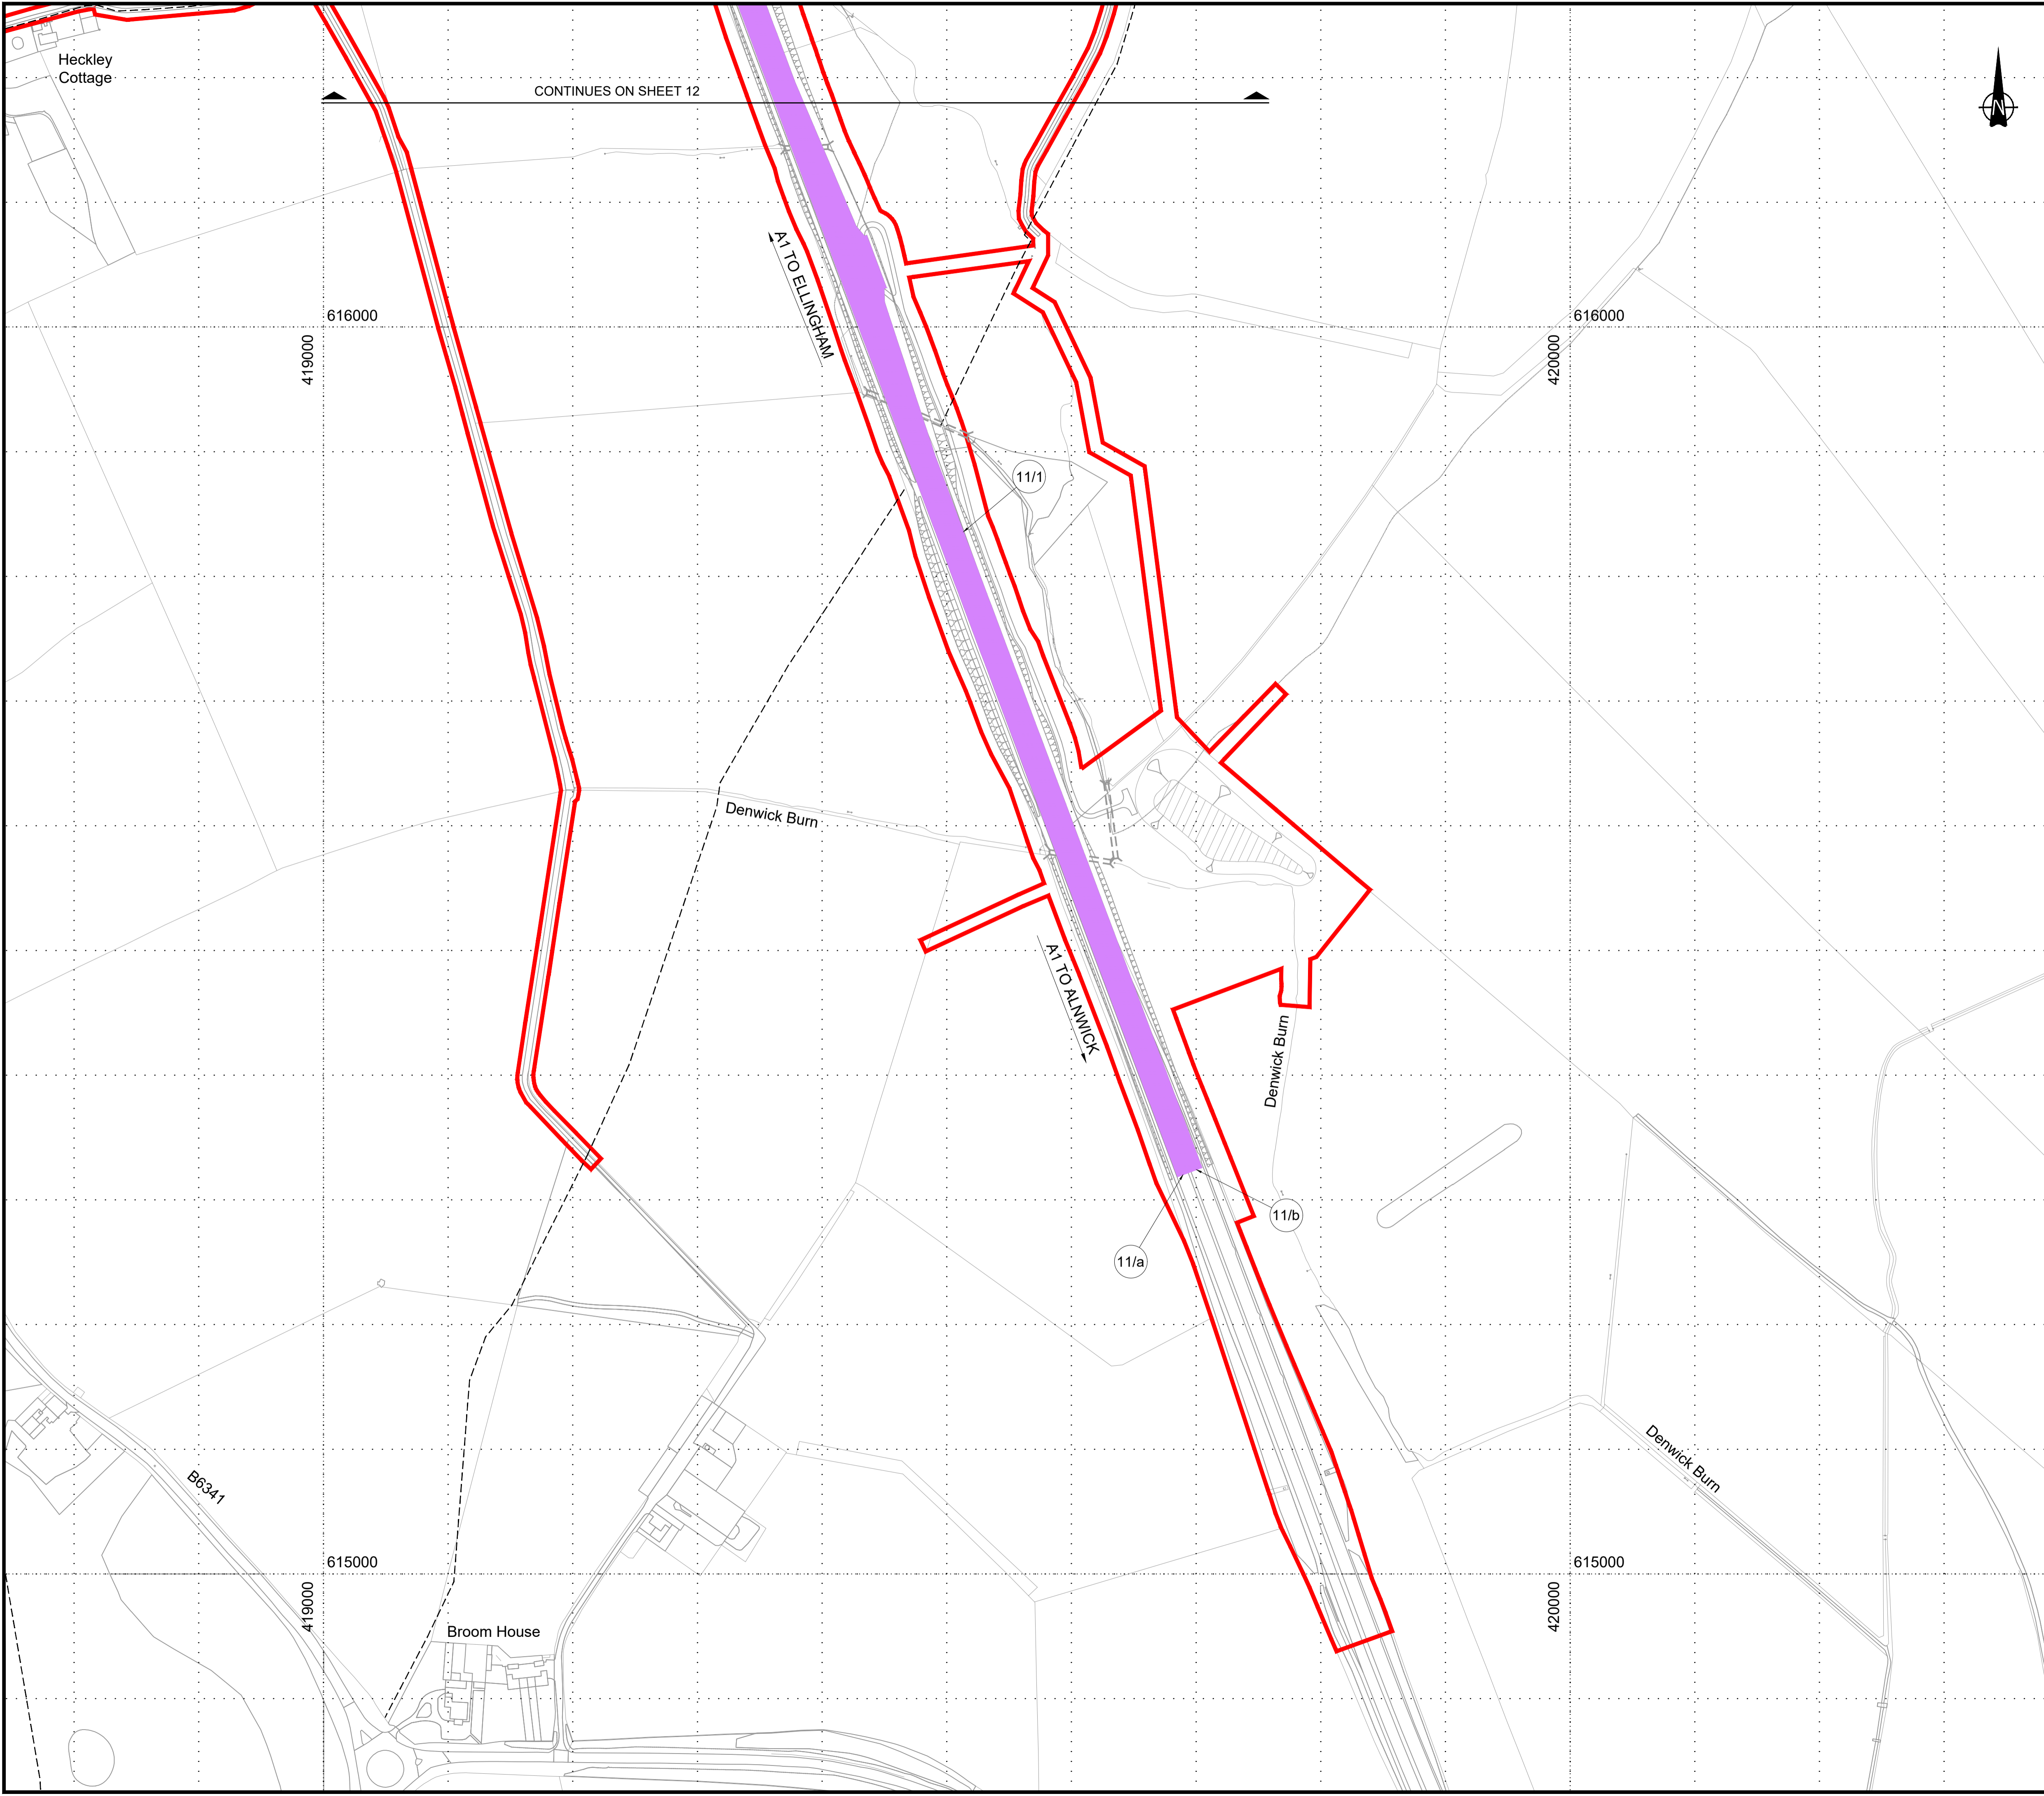 Heckley
Cottage
CONTINUES ON SHEET 12
N
A1 TO ELLINGHAM
616000
616000
419000
420000
11/1
Denwick Burn
A1 TO ALNWICK
Denwick Burn
11/b
11/a
Denwick Burn
B6341
615000
615000
419000
420000
Broom House